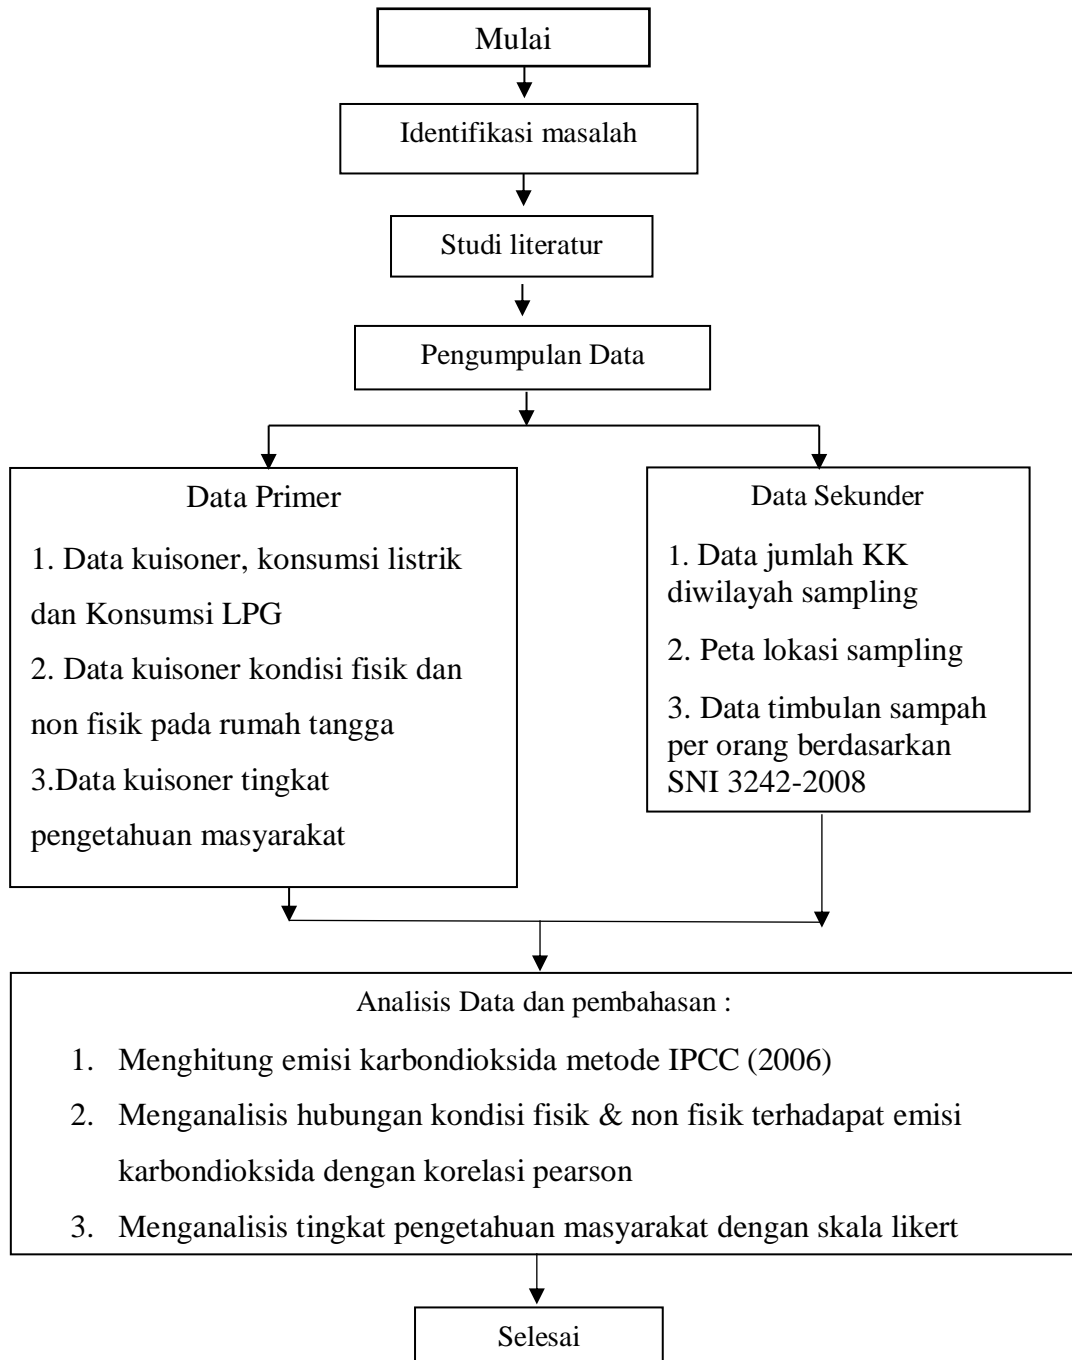 Mulai
Identifikasi masalah
Studi literatur
Pengumpulan Data
Data Primer
1. Data kuisoner, konsumsi listrik
dan Konsumsi LPG
2. Data kuisoner kondisi fisik dan
non fisik pada rumah tangga
3.Data kuisoner tingkat
pengetahuan masyarakat
Data Sekunder
1. Data jumlah KK
diwilayah sampling
2. Peta lokasi sampling
3. Data timbulan sampah
per orang berdasarkan
SNI 3242-2008
Analisis Data dan pembahasan :
1. Menghitung emisi karbondioksida metode IPCC (2006)
2. Menganalisis hubungan kondisi fisik & non fisik terhadapat emisi
karbondioksida dengan korelasi pearson
3. Menganalisis tingkat pengetahuan masyarakat dengan skala likert
Selesai